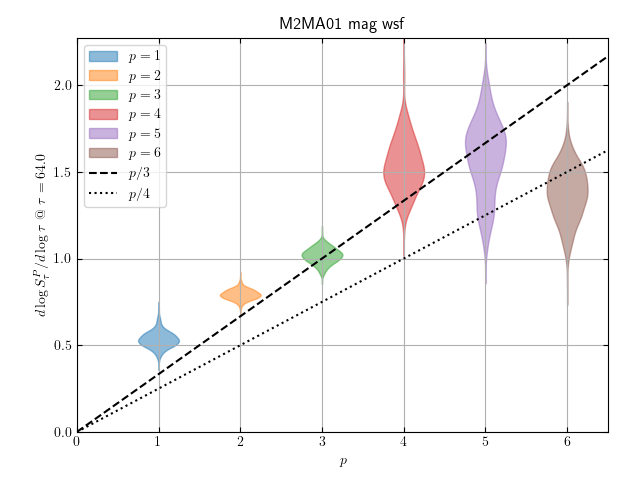 M2MA01 mag wsf
d log S_τ^P / d log τ @ τ = 64.0
2.0
1.5
1.0
0.5
0.0
p = 1
p = 2
p = 3
p = 4
p = 5
p = 6
p/3
p/4
0 1 2 3 4 5 6
p